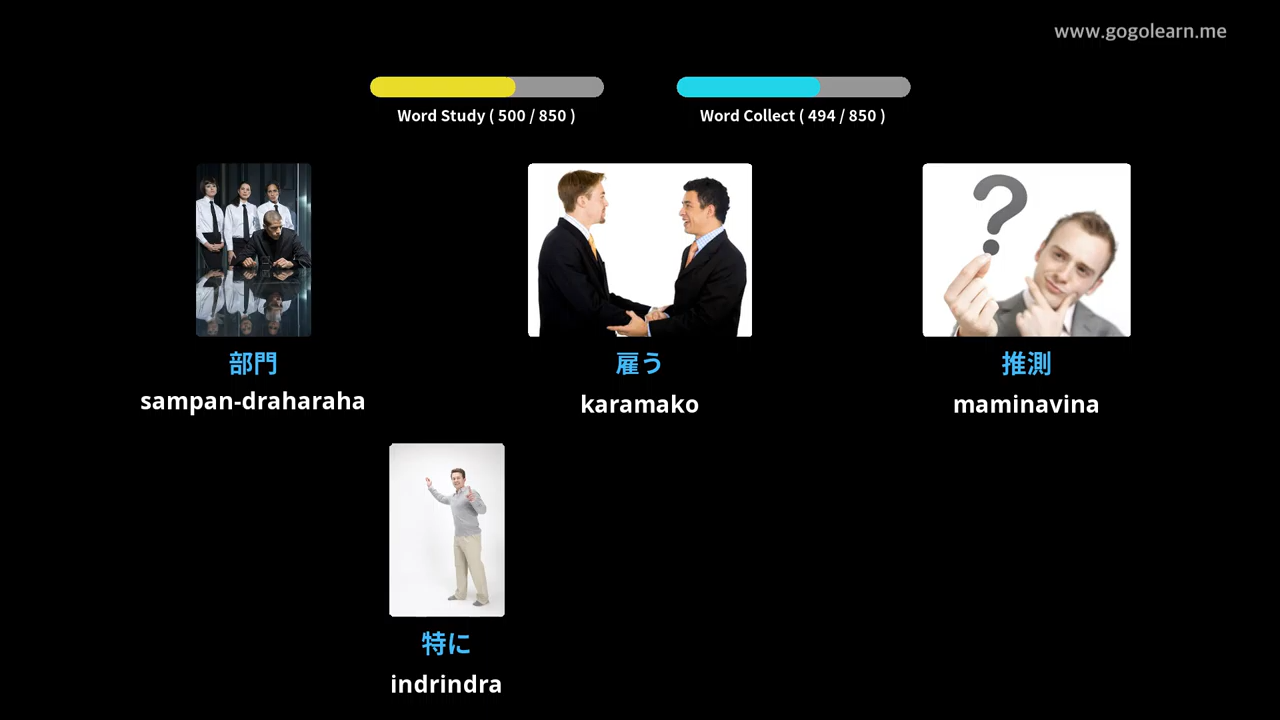 www.gogolearn.me
Word Study ( 500 / 850 )
Word Collect ( 494 / 850 )
部門
sampan-draharaha
雇う
karamako
推測
maminavina
特に
indrindra